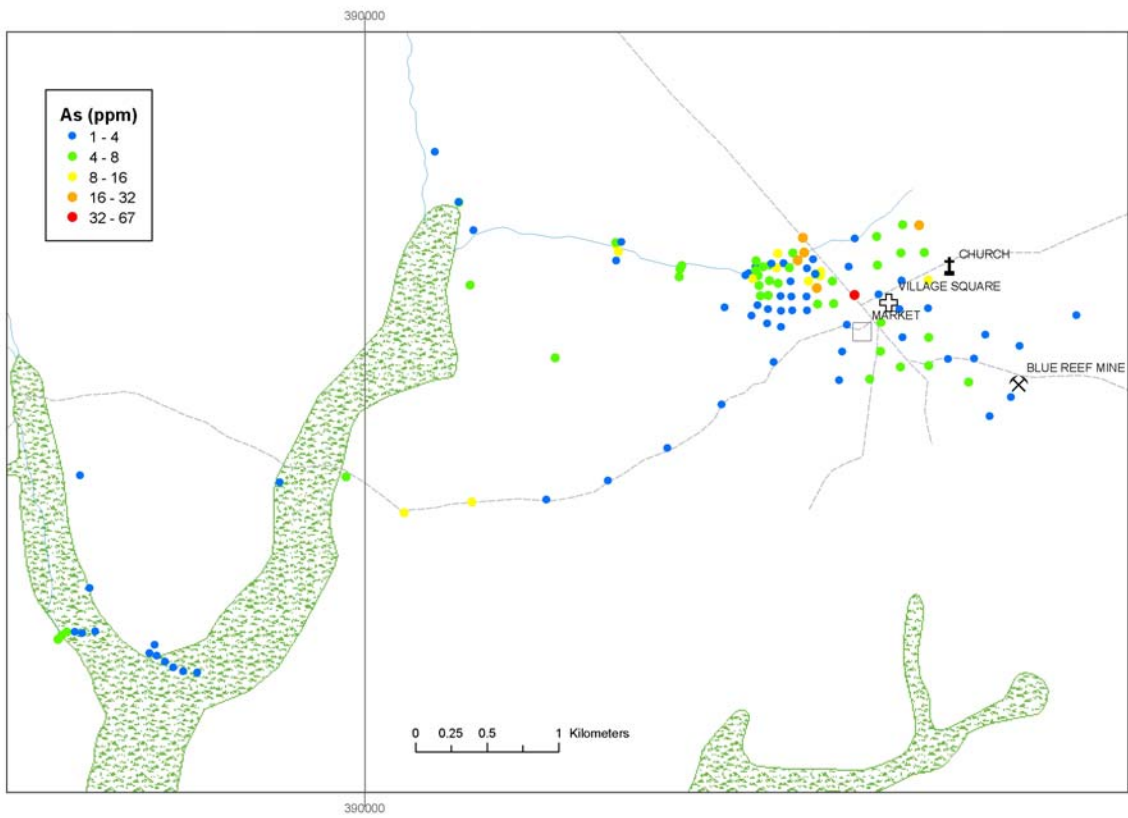 390000
As (ppm)
1 - 4
4 - 8
8 - 16
16 - 32
32 - 67
CHURCH
VILLAGE SQUARE
MARKET
BLUE REEF MINE
0 0.25 0.5 1 Kilometers
390000